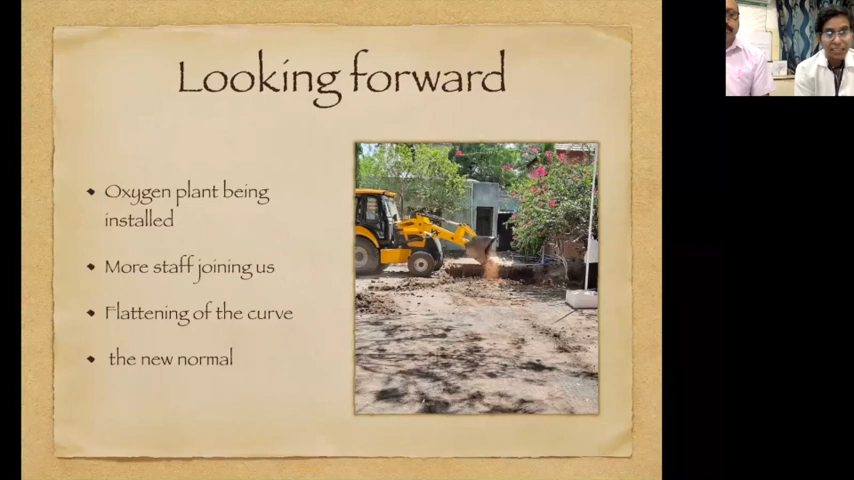 Looking forward
Oxygen plant being
installed
More staff joining us
Flattening of the curve
the new normal